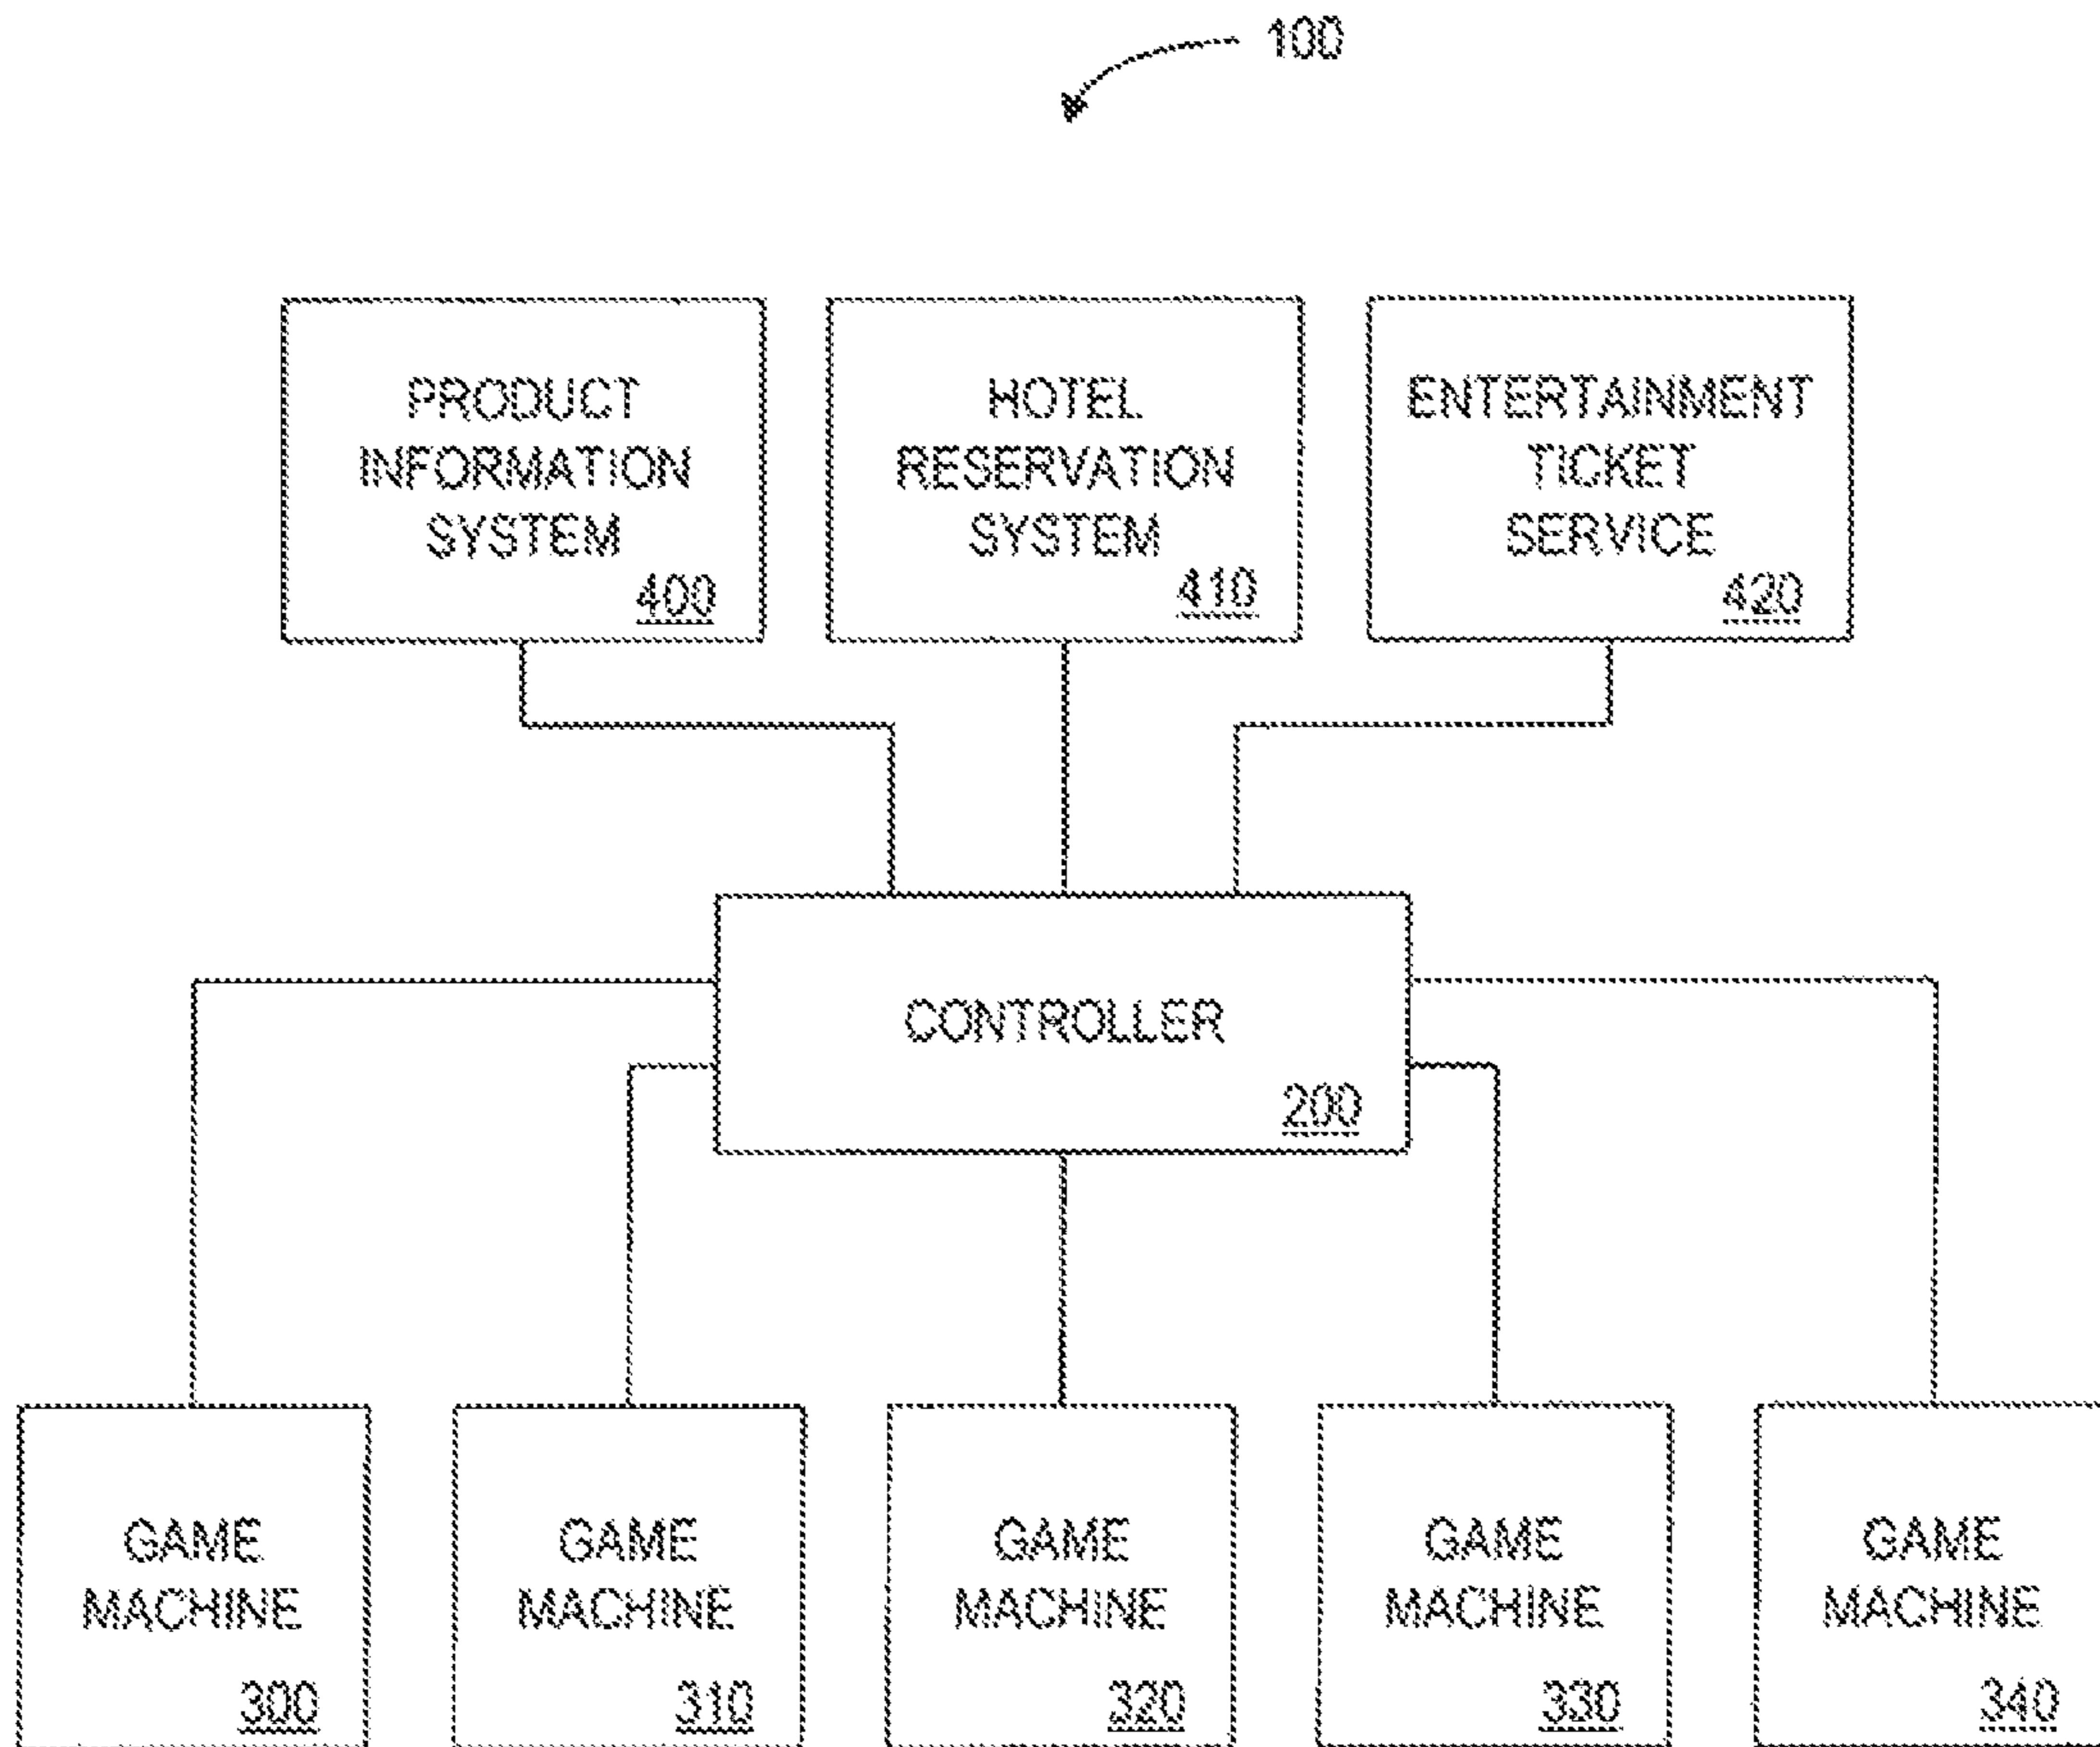 100
PRODUCT
INFORMATION
SYSTEM
400
HOTEL
RESERVATION
SYSTEM
410
ENTERTAINMENT
TICKET
SERVICE
420
CONTROLLER
200
GAME
MACHINE
300
GAME
MACHINE
310
GAME
MACHINE
320
GAME
MACHINE
330
GAME
MACHINE
340